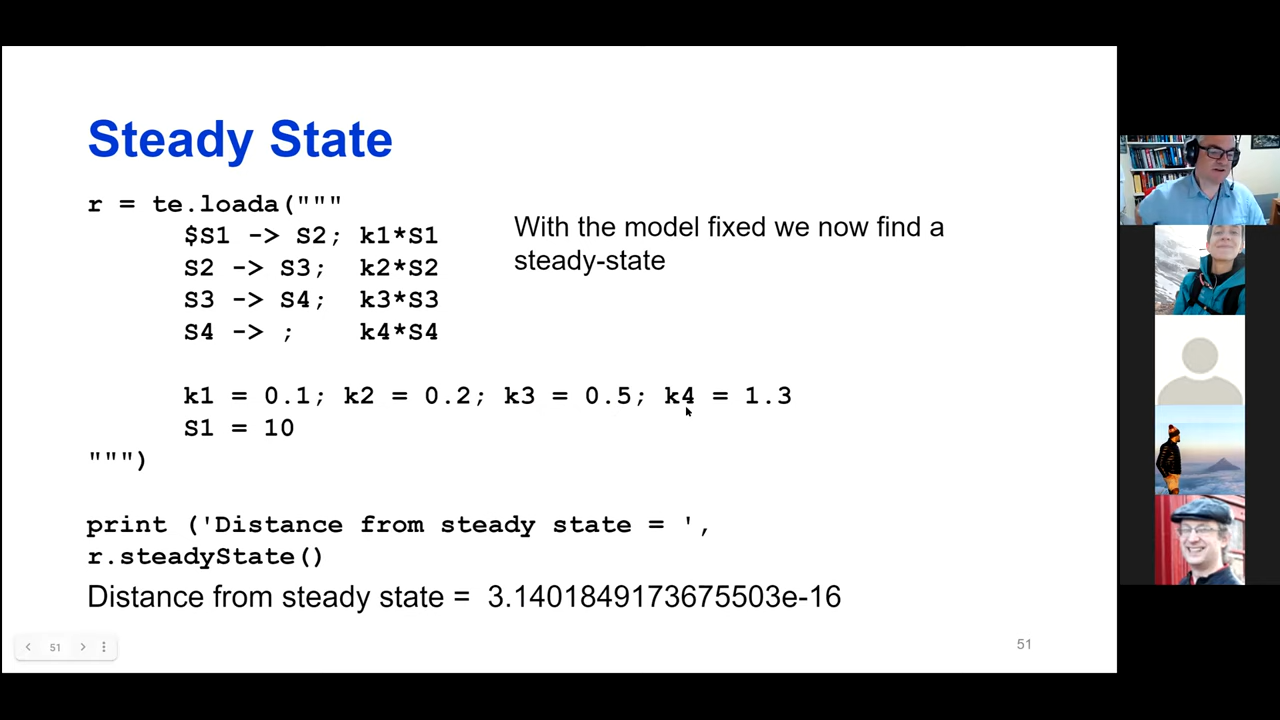 Steady State
r = te.loada("""
$S1 -> S2; k1*S1
S2 -> S3; k2*S2
S3 -> S4; k3*S3
S4 -> ; k4*S4
With the model fixed we now find a
steady-state
k1 = 0.1; k2 = 0.2; k3 = 0.5; k4 = 1.3
S1 = 10
""")
print ('Distance from steady state = ',
r.steadyState()
Distance from steady state = 3.1401849173675503e-16
51
51